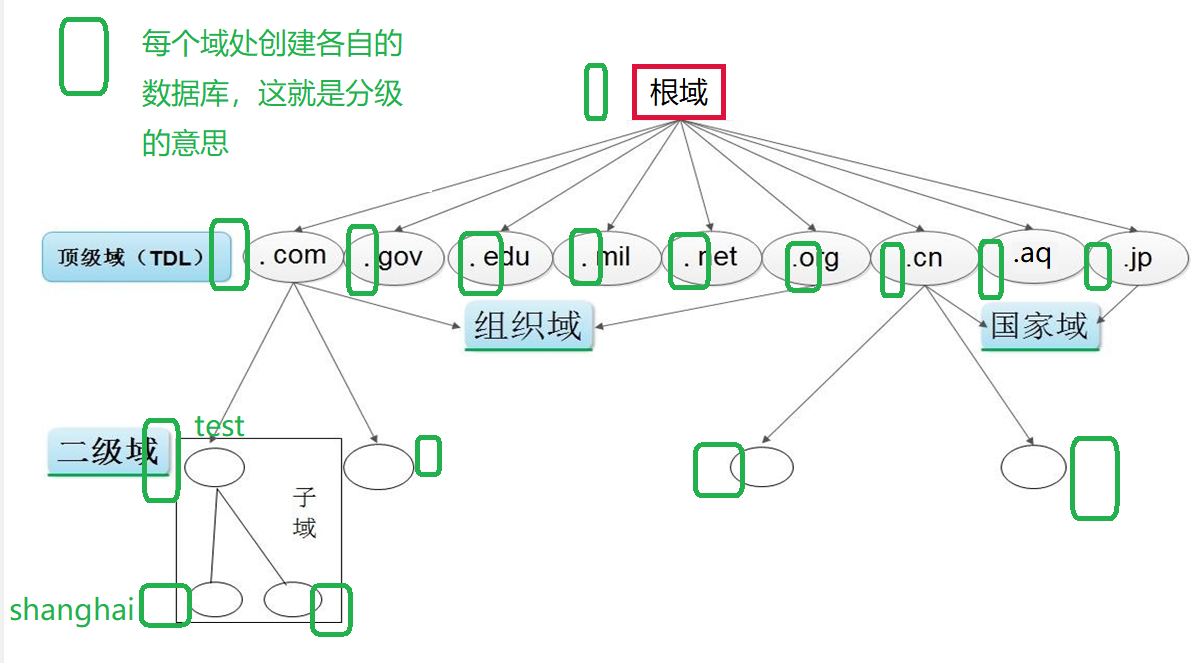 每个域处创建各自的
数据库，这就是分级
的意思
根域
顶级域（TDL）
. com
. gov
. edu
. mil
. net
.org
.cn
.aq
.jp
组织域
国家域
test
二级域
子
域
shanghai